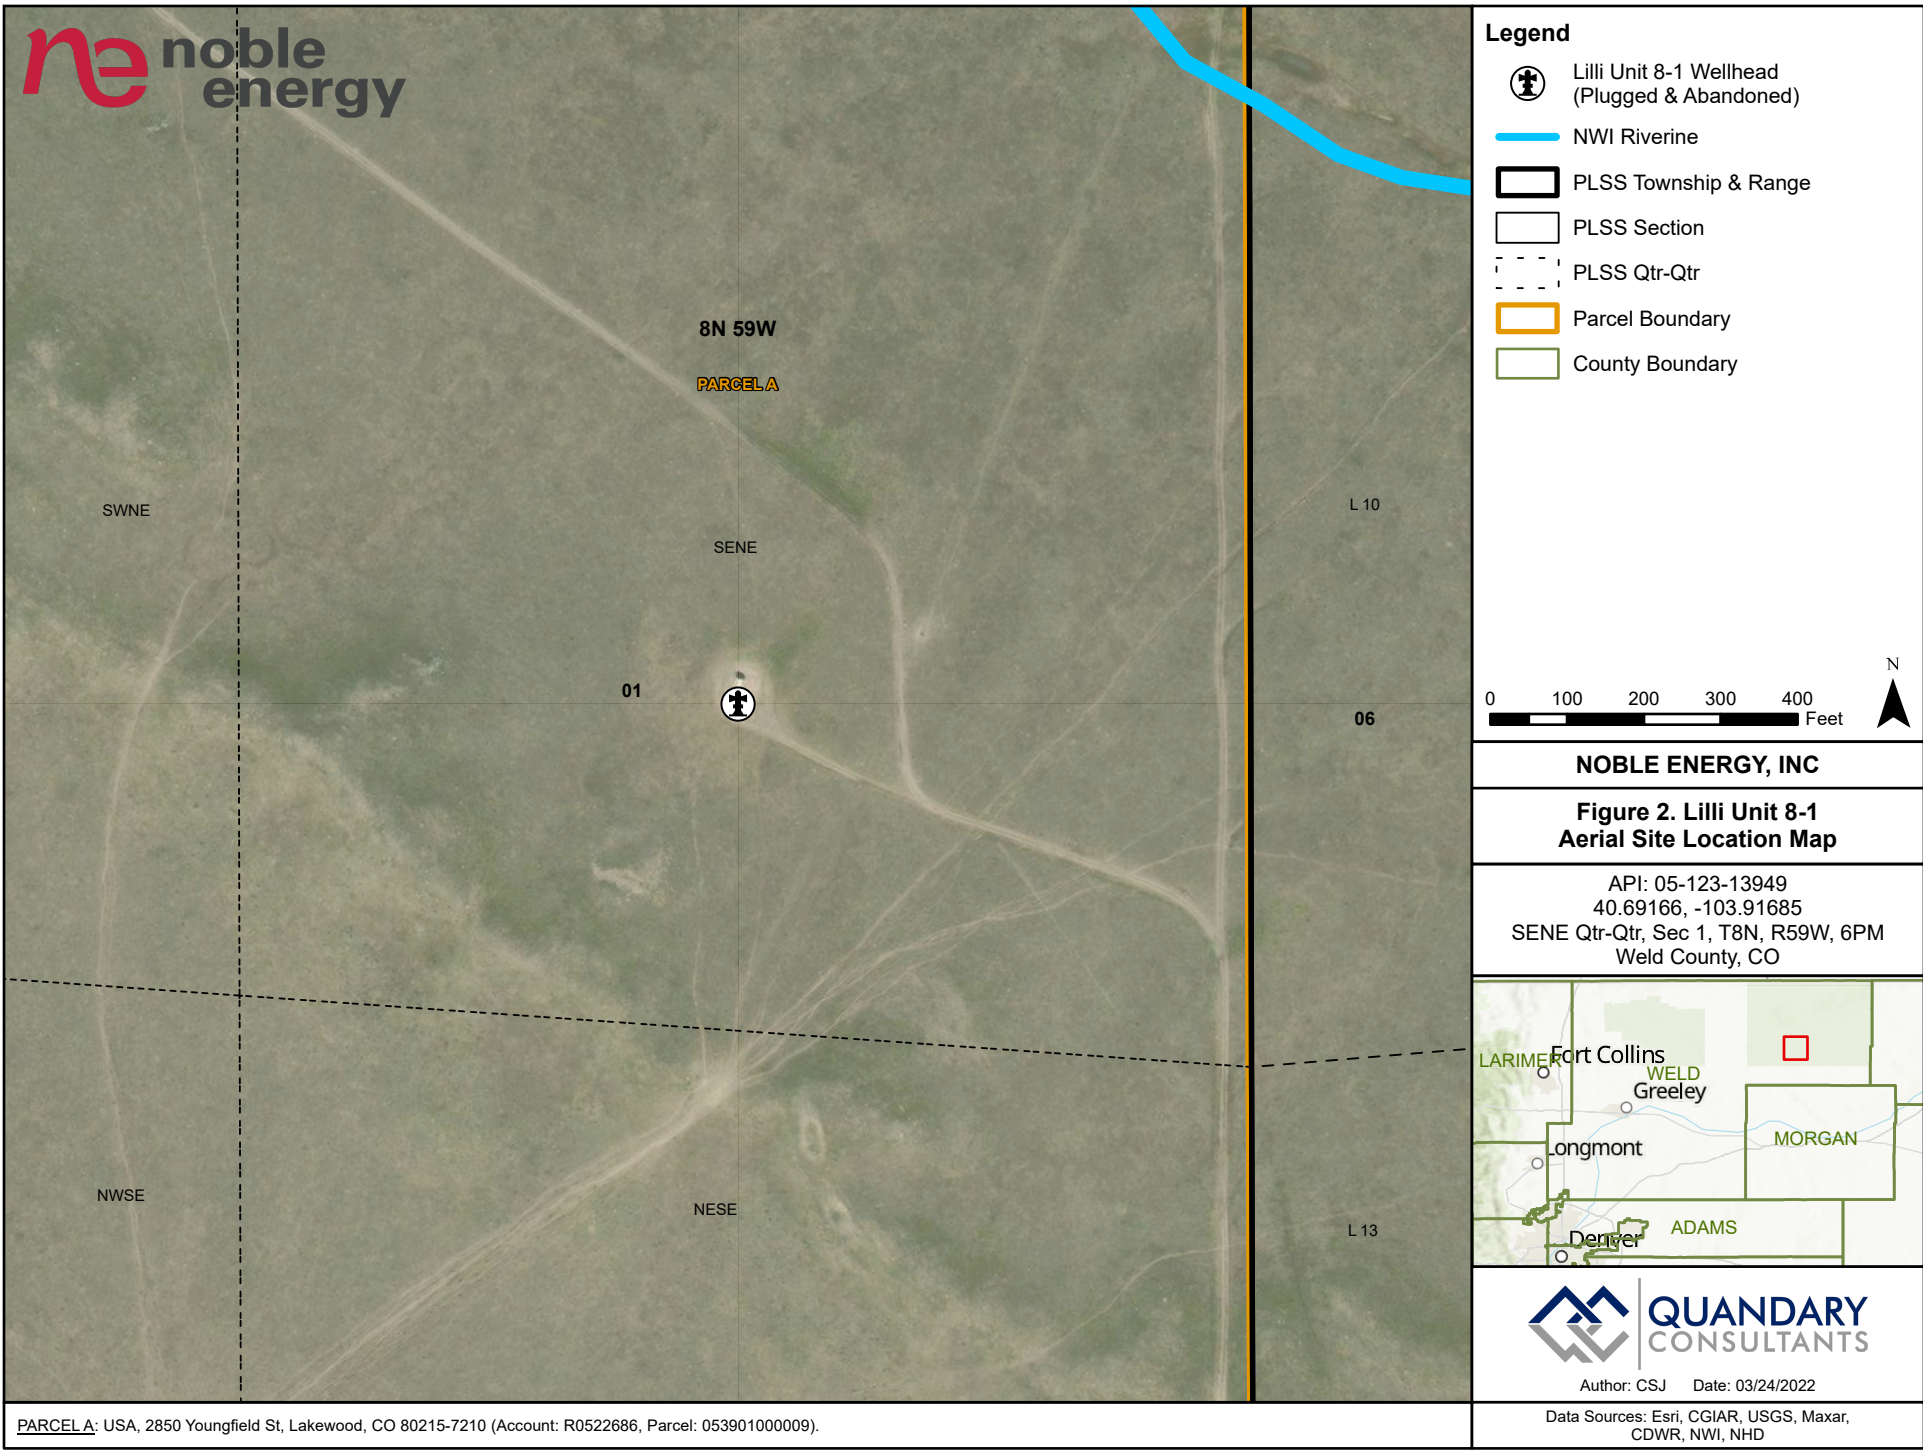 noble
energy
8N 59W
PARCEL A
SWNE
SENE
L 10
01
06
NWSE
NESE
L 13
Legend
Lilli Unit 8-1 Wellhead
(Plugged & Abandoned)
NWI Riverine
PLSS Township & Range
PLSS Section
PLSS Qtr-Qtr
Parcel Boundary
County Boundary
N
0 100 200 300 400
Feet
NOBLE ENERGY, INC
Figure 2. Lilli Unit 8-1
Aerial Site Location Map
API: 05-123-13949
40.69166, -103.91685
SENE Qtr-Qtr, Sec 1, T8N, R59W, 6PM
Weld County, CO
LARIMER
Fort Collins
WELD
Greeley
MORGAN
Longmont
ADAMS
Denver
QUANDARY
CONSULTANTS
Author: CSJ Date: 03/24/2022
PARCEL A: USA, 2850 Youngfield St, Lakewood, CO 80215-7210 (Account: R0522686, Parcel: 053901000009).
Data Sources: Esri, CGIAR, USGS, Maxar,
CDWR, NWI, NHD